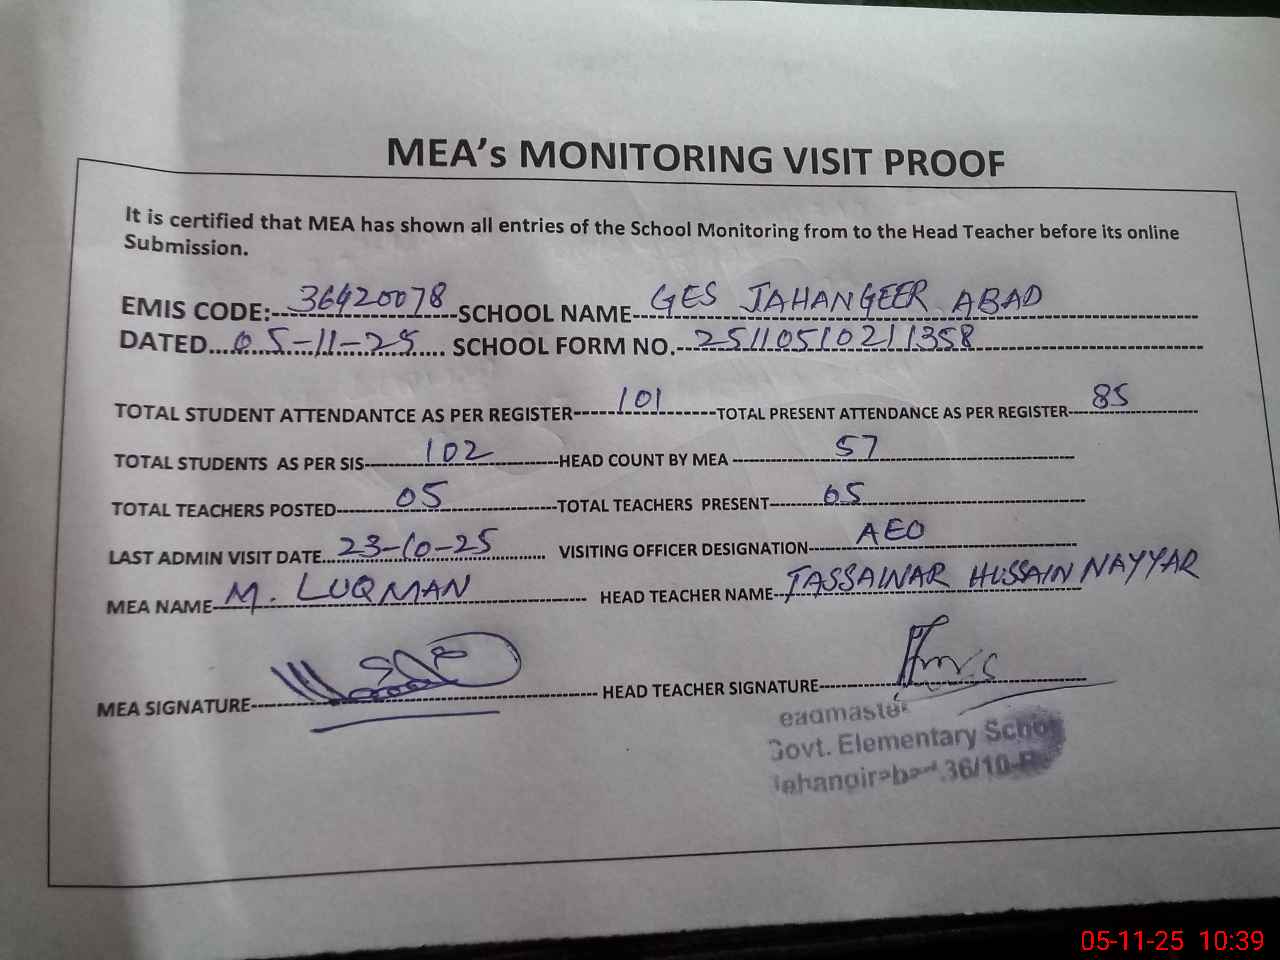 MEA's MONITORING VISIT PROOF
It is certified that MEA has shown all entries of the School Monitoring from to the Head Teacher before its online
Submission.
EMIS CODE:- 36420078 SCHOOL NAME GES JAHANGEER ABAD
DATED 05-11-25 SCHOOL FORM NO. 25110510211358
TOTAL STUDENT ATTENDANTCE AS PER REGISTER 101 TOTAL PRESENT ATTENDANCE AS PER REGISTER 85
TOTAL STUDENTS AS PER SIS 102 HEAD COUNT BY MEA 57
TOTAL TEACHERS POSTED 05 TOTAL TEACHERS PRESENT 05
LAST ADMIN VISIT DATE 23-10-25 VISITING OFFICER DESIGNATION AEO
MEA NAME M. LUQMAN HEAD TEACHER NAME TASSAWAR HUSSAIN NAYYAR
MEA SIGNATURE HEAD TEACHER SIGNATURE
eadmaster
Govt. Elementary School
36/10-R
05-11-25 10:39